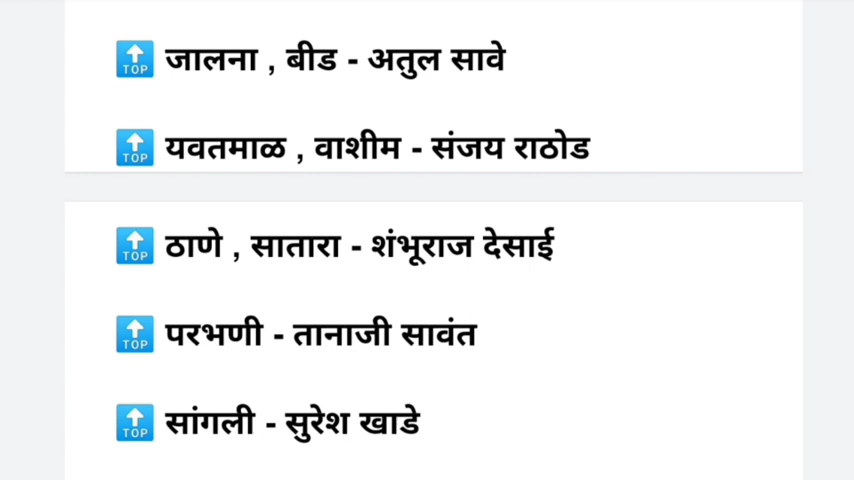 🔝 जालना , बीड - अतुल सावे
🔝 यवतमाळ , वाशीम - संजय राठोड
🔝 ठाणे , सातारा - शंभूराज देसाई
🔝 परभणी - तानाजी सावंत
🔝 सांगली - सुरेश खाडे